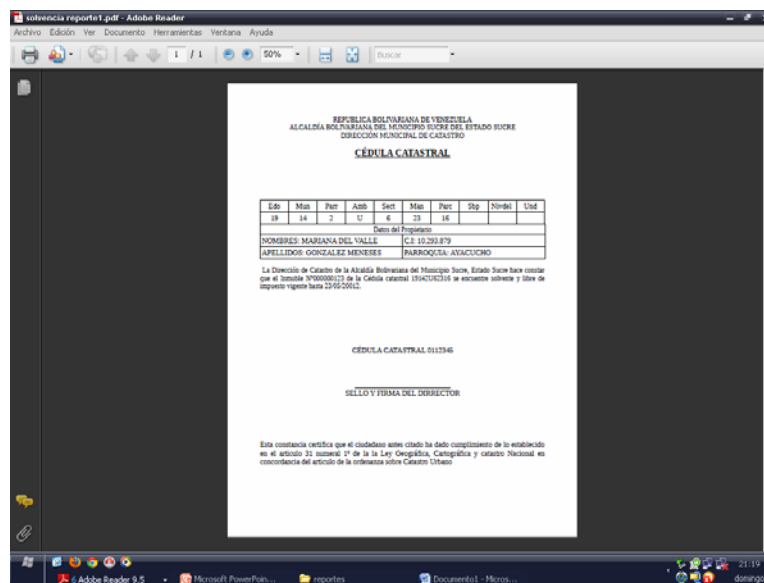 solvencia reporte1.pdf - Adobe Reader
Archivo Edición Ver Documento Herramientas Ventana Ayuda
1 / 1 50% Buscar
REPUBLICA BOLIVARIANA DE VENEZUELA
ALCALDÍA BOLIVARIANA DEL MUNICIPIO SUCRE DEL ESTADO SUCRE
DIRECCIÓN MUNICIPAL DE CATASTRO
CÉDULA CATASTRAL
Edo Mun Parr Amb Sect Man Parc Sbp Nivdel Und
19 14 2 U 6 23 16
Datos del Propietario
NOMBRES: MARIANA DEL VALLE C.I: 10.293.879
APELLIDOS: GONZALEZ MENESES PARROQUIA: AYACUCHO
La Dirección de Catastro de la Alcaldía Bolivariana del Municipio Sucre, Estado Sucre hace constar
que el Inmuble Nº000000123 de la Cédula catastral 19142U62316 se encuentre solvente y libre de
impuesto vigente hasta 23/05/20012.
CÉDULA CATASTRAL 0112346
SELLO Y FIRMA DEL DIRRECTOR
Esta constancia certifica que el ciudadano antes citado ha dado cumplimiento de lo establecido
en el articulo 31 numeral 1º de la la Ley Geográfica, Cartográfica y catastro Nacional en
concordancia del articulo de la ordenanza sobre Catastro Urbano
21:19
6 Adobe Reader 9.5 Microsoft PowerPoin... reportes Documento1 - Micros... domingo